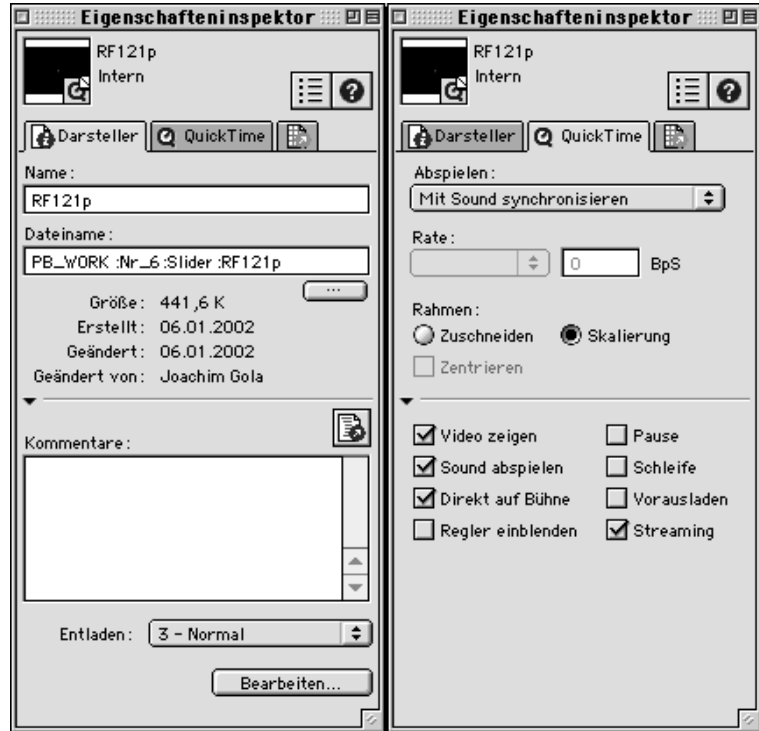 Eigenschafteninspektor
RF121p
Intern
Darsteller
QuickTime
Name:
RF121p
Dateiname:
PB_WORK :Nr_6 :Slider :RF121p
...
Größe: 441,6 K
Erstellt: 06.01.2002
Geändert: 06.01.2002
Geändert von: Joachim Gola
Kommentare:
Entladen: 3 - Normal
Bearbeiten...
Eigenschafteninspektor
RF121p
Intern
Darsteller
QuickTime
Abspielen:
Mit Sound synchronisieren
Rate:
0 BpS
Rahmen:
Zuschneiden Skalierung
Zentrieren
Video zeigen Pause
Sound abspielen Schleife
Direkt auf Bühne Vorausladen
Regler einblenden Streaming